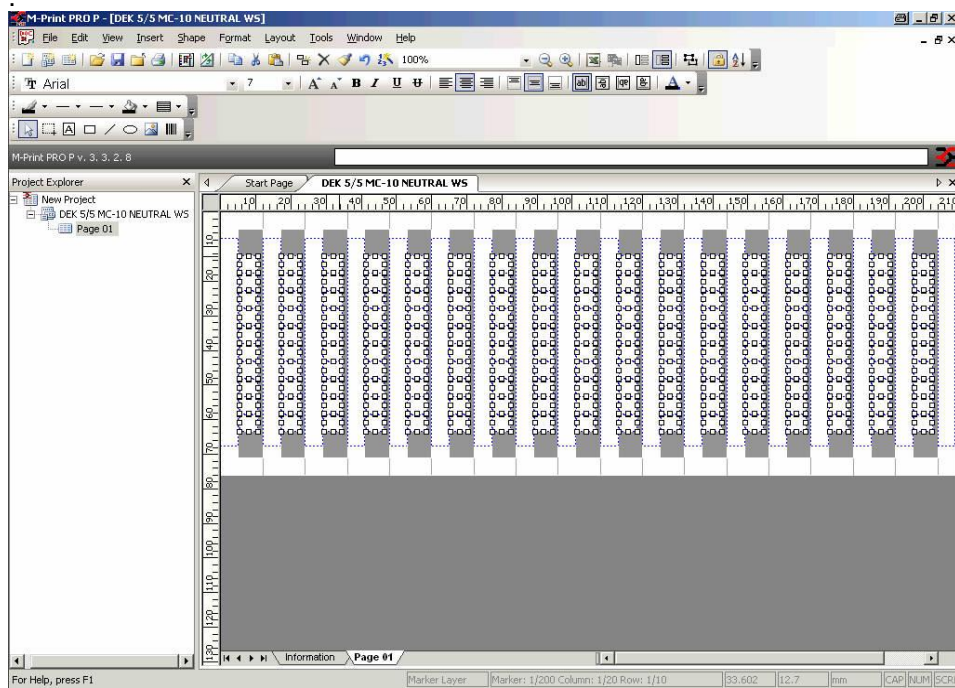 M-Print PRO P - [DEK 5/5 MC-10 NEUTRAL WS]
File Edit View Insert Shape Format Layout Tools Window Help
100%
Arial 7 B I U
M-Print PRO P v. 3. 3. 2. 8
Project Explorer
Start Page DEK 5/5 MC-10 NEUTRAL WS
New Project
DEK 5/5 MC-10 NEUTRAL WS
Page 01
10 20 30 40 50 60 70 80 90 100 110 120 130 140 150 160 170 180 190 200 210
10
20
30
40
50
60
70
80
90
100
110
120
130
Information Page 01
For Help, press F1 Marker Layer Marker: 1/200 Column: 1/20 Row: 1/10 33.602 12.7 mm CAP NUM SCR